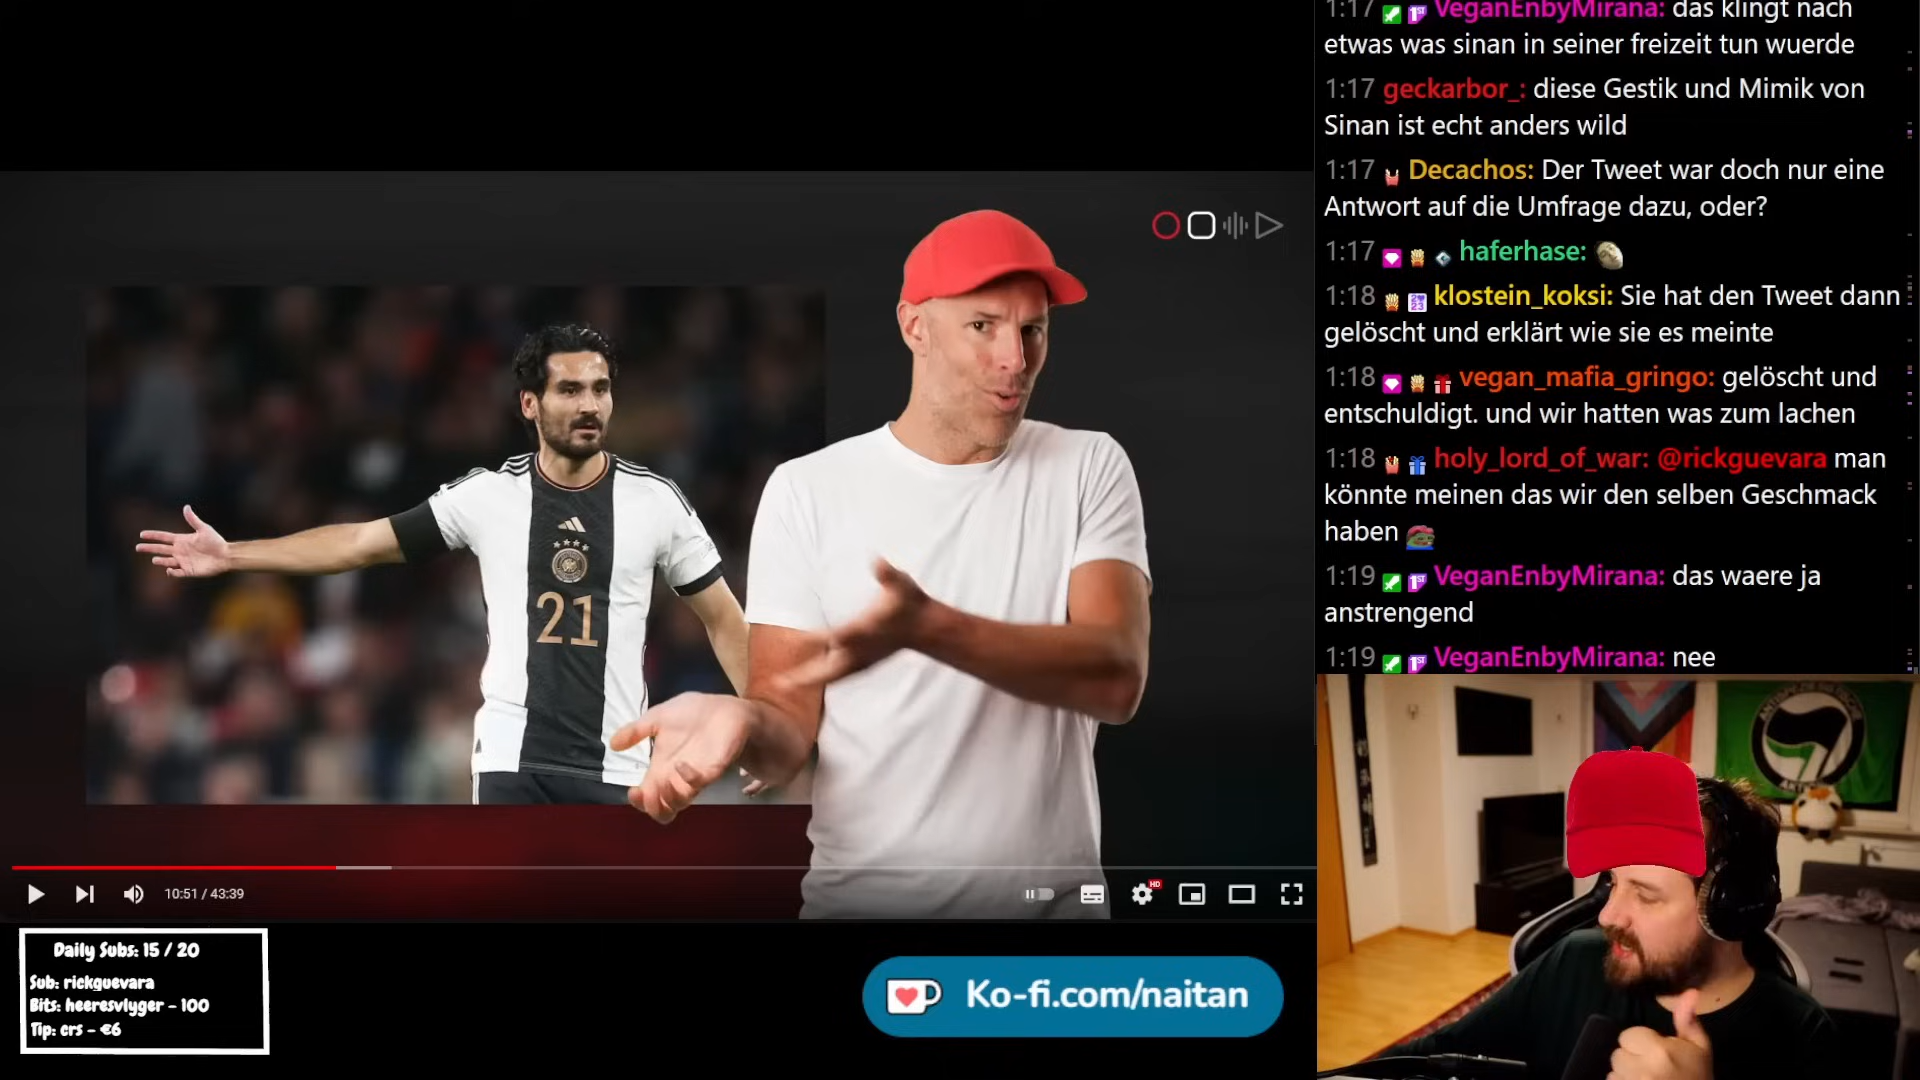 1:17 VeganEnbyMirana: das klingt nach
etwas was sinan in seiner freizeit tun wuerde
1:17 geckarbor_: diese Gestik und Mimik von
Sinan ist echt anders wild
1:17 Decachos: Der Tweet war doch nur eine
Antwort auf die Umfrage dazu, oder?
1:17 haferhase:
1:18 klostein_koksi: Sie hat den Tweet dann
gelöscht und erklärt wie sie es meinte
1:18 vegan_mafia_gringo: gelöscht und
entschuldigt. und wir hatten was zum lachen
1:18 holy_lord_of_war: @rickguevara man
könnte meinen das wir den selben Geschmack
haben
1:19 VeganEnbyMirana: das waere ja
anstrengend
1:19 VeganEnbyMirana: nee
21
10:51 / 43:39
HD
Daily Subs: 15 / 20
Sub: rickguevara
Bits: heeresvlyger - 100
Tip: crs - €6
Ko-fi.com/naitan